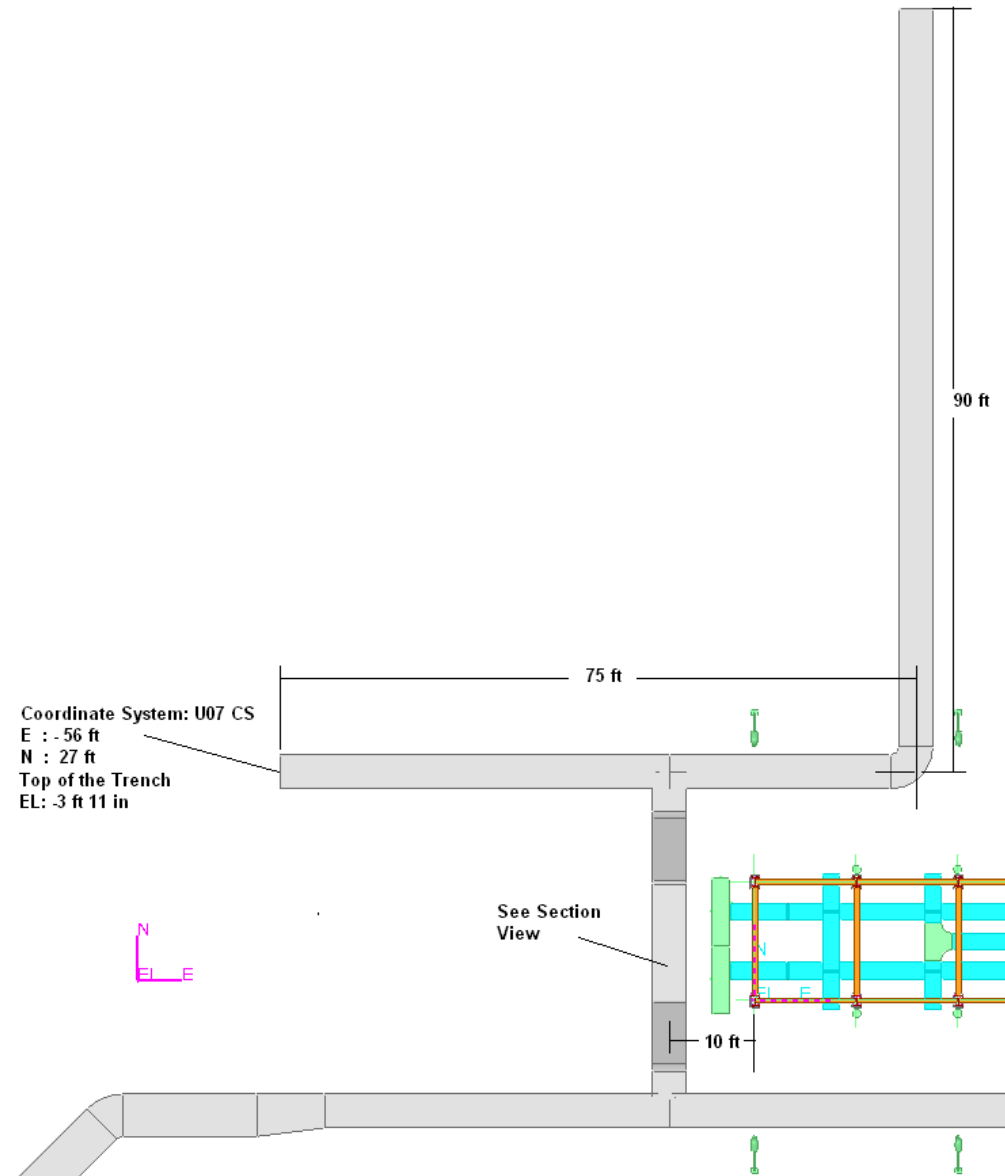 90 ft
75 ft
Coordinate System: U07 CS
E : - 56 ft
N : 27 ft
Top of the Trench
EL: -3 ft 11 in
See Section
View
N
EL E
N
EL E
10 ft